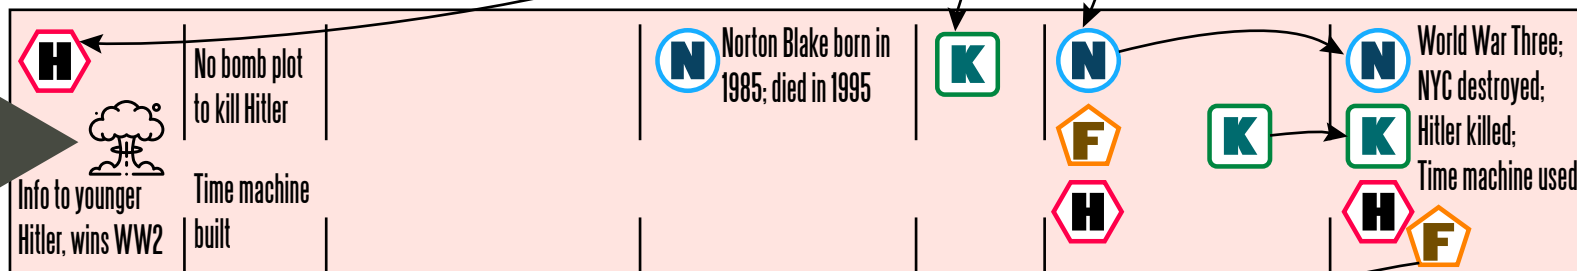 H
Info to younger
Hitler, wins WW2
No bomb plot
to kill Hitler
Time machine
built
N
Norton Blake born in
1985; died in 1995
K
N
F
H
K
N
K
H
F
World War Three;
NYC destroyed;
Hitler killed;
Time machine used